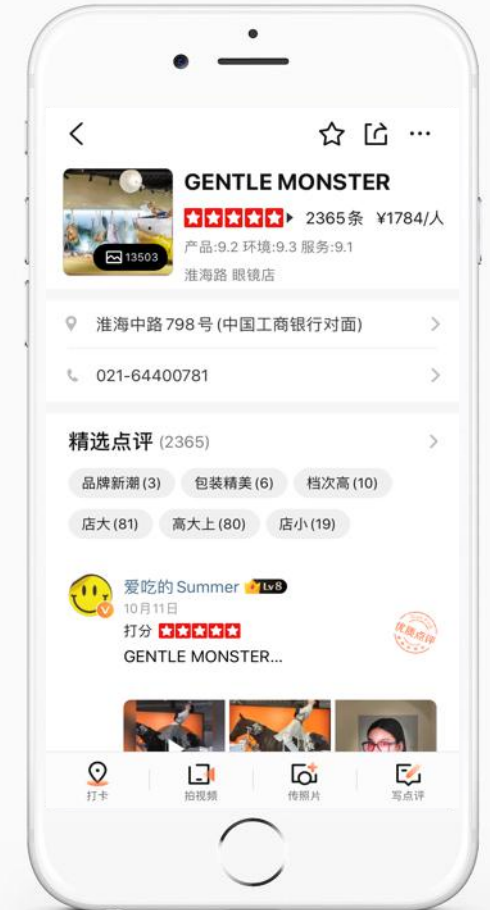 GENTLE MONSTER
2365条 ¥1784/人
产品:9.2 环境:9.3 服务:9.1
13503
淮海路 眼镜店
淮海中路798号(中国工商银行对面)
021-64400781
精选点评 (2365)
品牌新潮(3) 包装精美(6) 档次高(10)
店大(81) 高大上(80) 店小(19)
爱吃的Summer Lv8
10月11日
打分
优质点评
GENTLE MONSTER...
打卡 拍视频 传照片 写点评